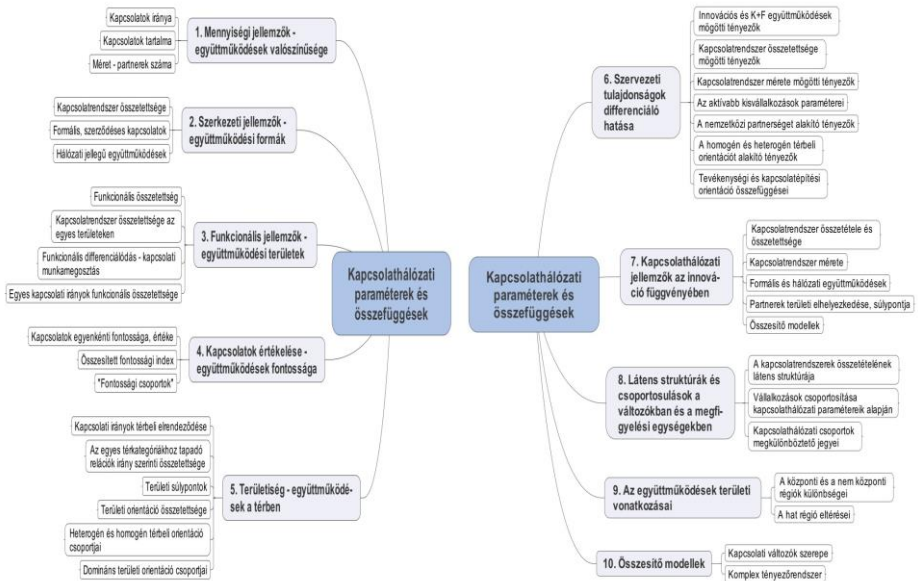 Kapcsolatok iránya
Kapcsolatok tartalma
Méret - partnerek száma
1. Mennyiségi jellemzők -
együttműködések valószínűsége
Kapcsolatrendszer összetettsége
Formális, szerződéses kapcsolatok
Hálózati jellegű együttműködések
2. Szerkezeti jellemzők -
együttműködési formák
Funkcionális összetettség
Kapcsolatrendszer összetettsége az
egyes területeken
Funkcionális differenciálódás - kapcsolati
munkamegosztás
Egyes kapcsolati irányok funkcionális összetettsége
3. Funkcionális jellemzők -
együttműködési területek
Kapcsolatok egyenkénti fontossága, értéke
Összesített fontossági index
"Fontossági csoportok"
4. Kapcsolatok értékelése -
együttműködések fontossága
Kapcsolati irányok térbeli elrendeződése
Az egyes térkategóriákhoz tapadó
relációk irány szerinti összetettsége
Területi súlypontok
Területi orientáció összetettsége
Heterogén és homogén térbeli orientáció
csoportjai
Domináns területi orientáció csoportjai
5. Területiség - együttműködé-
sek a térben
Kapcsolathálózati
paraméterek és
összefüggések
Kapcsolathálózati
paraméterek és
összefüggések
6. Szervezeti
tulajdonságok
differenciáló
hatása
Innovációs és K+F együttműködések
mögötti tényezők
Kapcsolatrendszer összetettsége
mögötti tényezők
Kapcsolatrendszer mérete mögötti tényezők
Az aktívabb kisvállalkozások paraméterei
A nemzetközi partnerséget alakító tényezők
A homogén és heterogén térbeli
orientációt alakító tényezők
Tevékenységi és kapcsolatépítési
orientáció összefüggései
7. Kapcsolathálózati
jellemzők az innová-
ció függvényében
Kapcsolatrendszer összetétele és
összetettsége
Kapcsolatrendszer mérete
Formális és hálózati együttműködések
Partnerek területi elhelyezkedése, súlypontja
Összesítő modellek
8. Látens struktúrák és
csoportosulások a
változókban és a megfi-
gyelési egységekben
A kapcsolatrendszerek összetételének
látens struktúrája
Vállalkozások csoportosítása
kapcsolathálózati paramétereik alapján
Kapcsolathálózati csoportok
megkülönböztető jegyei
9. Az együttműködések területi
vonatkozásai
A központi és a nem központi
régiók különbségei
A hat régió eltérései
10. Összesítő modellek
Kapcsolati változók szerepe
Komplex tényezőrendszer